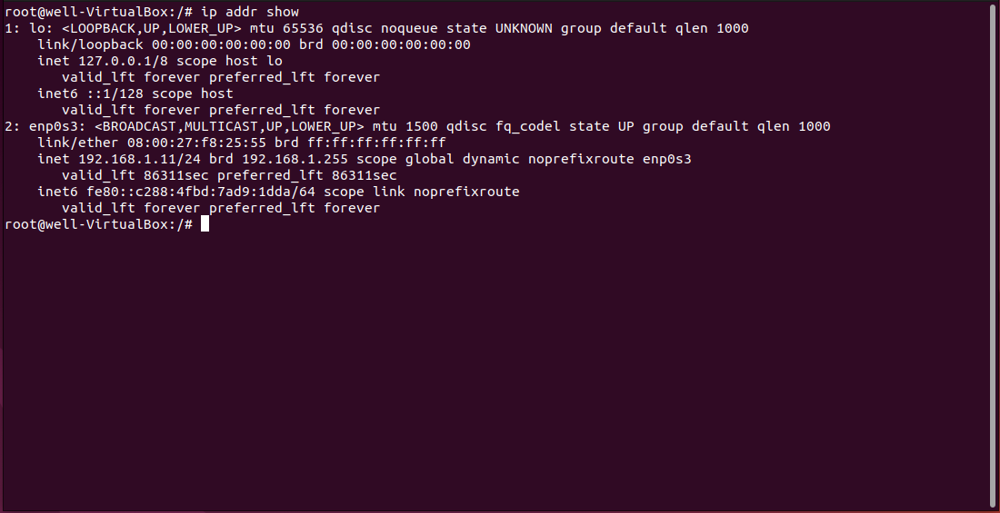 root@well-VirtualBox:/# ip addr show
1: lo: <LOOPBACK,UP,LOWER_UP> mtu 65536 qdisc noqueue state UNKNOWN group default qlen 1000
    link/loopback 00:00:00:00:00:00 brd 00:00:00:00:00:00
    inet 127.0.0.1/8 scope host lo
       valid_lft forever preferred_lft forever
    inet6 ::1/128 scope host
       valid_lft forever preferred_lft forever
2: enp0s3: <BROADCAST,MULTICAST,UP,LOWER_UP> mtu 1500 qdisc fq_codel state UP group default qlen 1000
    link/ether 08:00:27:f8:25:55 brd ff:ff:ff:ff:ff:ff
    inet 192.168.1.11/24 brd 192.168.1.255 scope global dynamic noprefixroute enp0s3
       valid_lft 86311sec preferred_lft 86311sec
    inet6 fe80::c288:4fbd:7ad9:1dda/64 scope link noprefixroute
       valid_lft forever preferred_lft forever
root@well-VirtualBox:/#